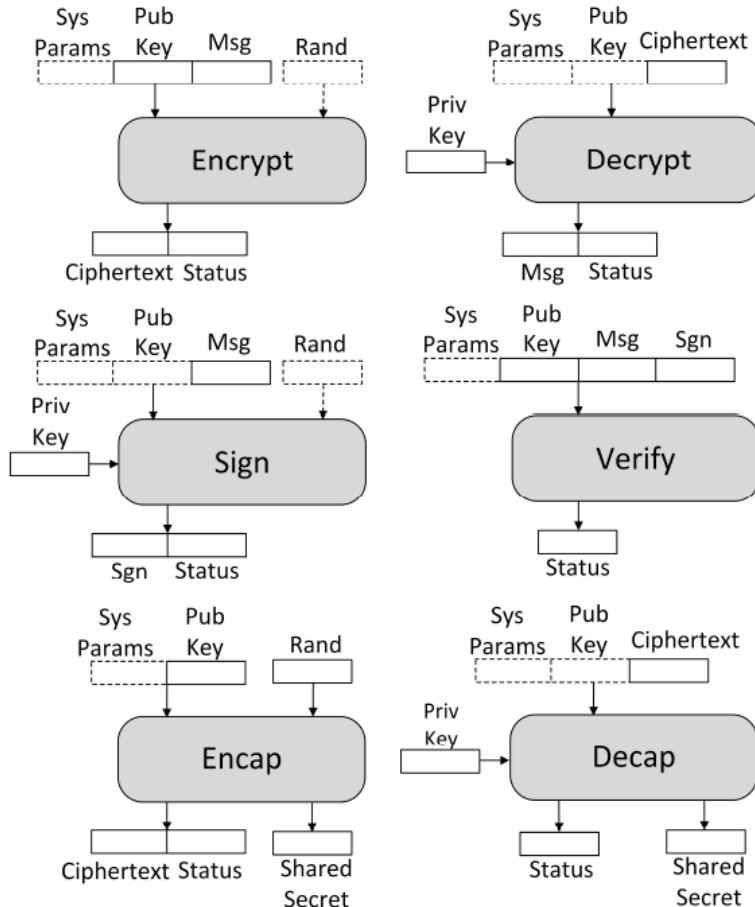 Sys
Params
Pub
Key
Msg
Rand
Encrypt
Ciphertext
Status
Sys
Params
Pub
Key
Ciphertext
Priv
Key
Decrypt
Msg
Status
Sys
Params
Pub
Key
Msg
Rand
Priv
Key
Sign
Sgn
Status
Sys
Params
Pub
Key
Msg
Sgn
Verify
Status
Sys
Params
Pub
Key
Rand
Encap
Ciphertext
Status
Shared
Secret
Sys
Params
Pub
Key
Ciphertext
Priv
Key
Decap
Status
Shared
Secret